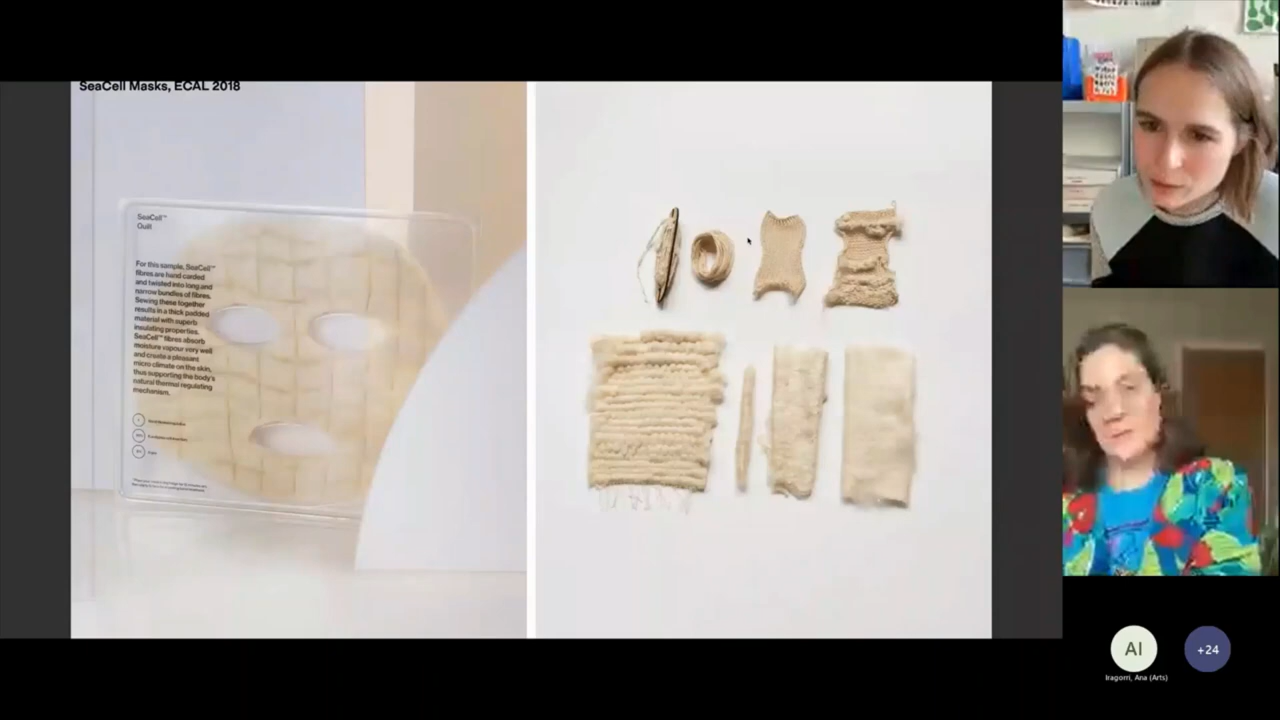 SeaCell Masks, ECAL 2018
SeaCell™
Quilt
For this sample, SeaCell™
fibres are hand carded
and twisted into long and
narrow bundles of fibres.
Sewing these together
results in a thick padded
material with superb
insulating properties.
SeaCell™ fibres absorb
moisture vapour very well
and create a pleasant
micro climate on the skin,
thus supporting the body's
natural thermal regulating
mechanism.
AI
+24
Iragorri, Ana (Arts)